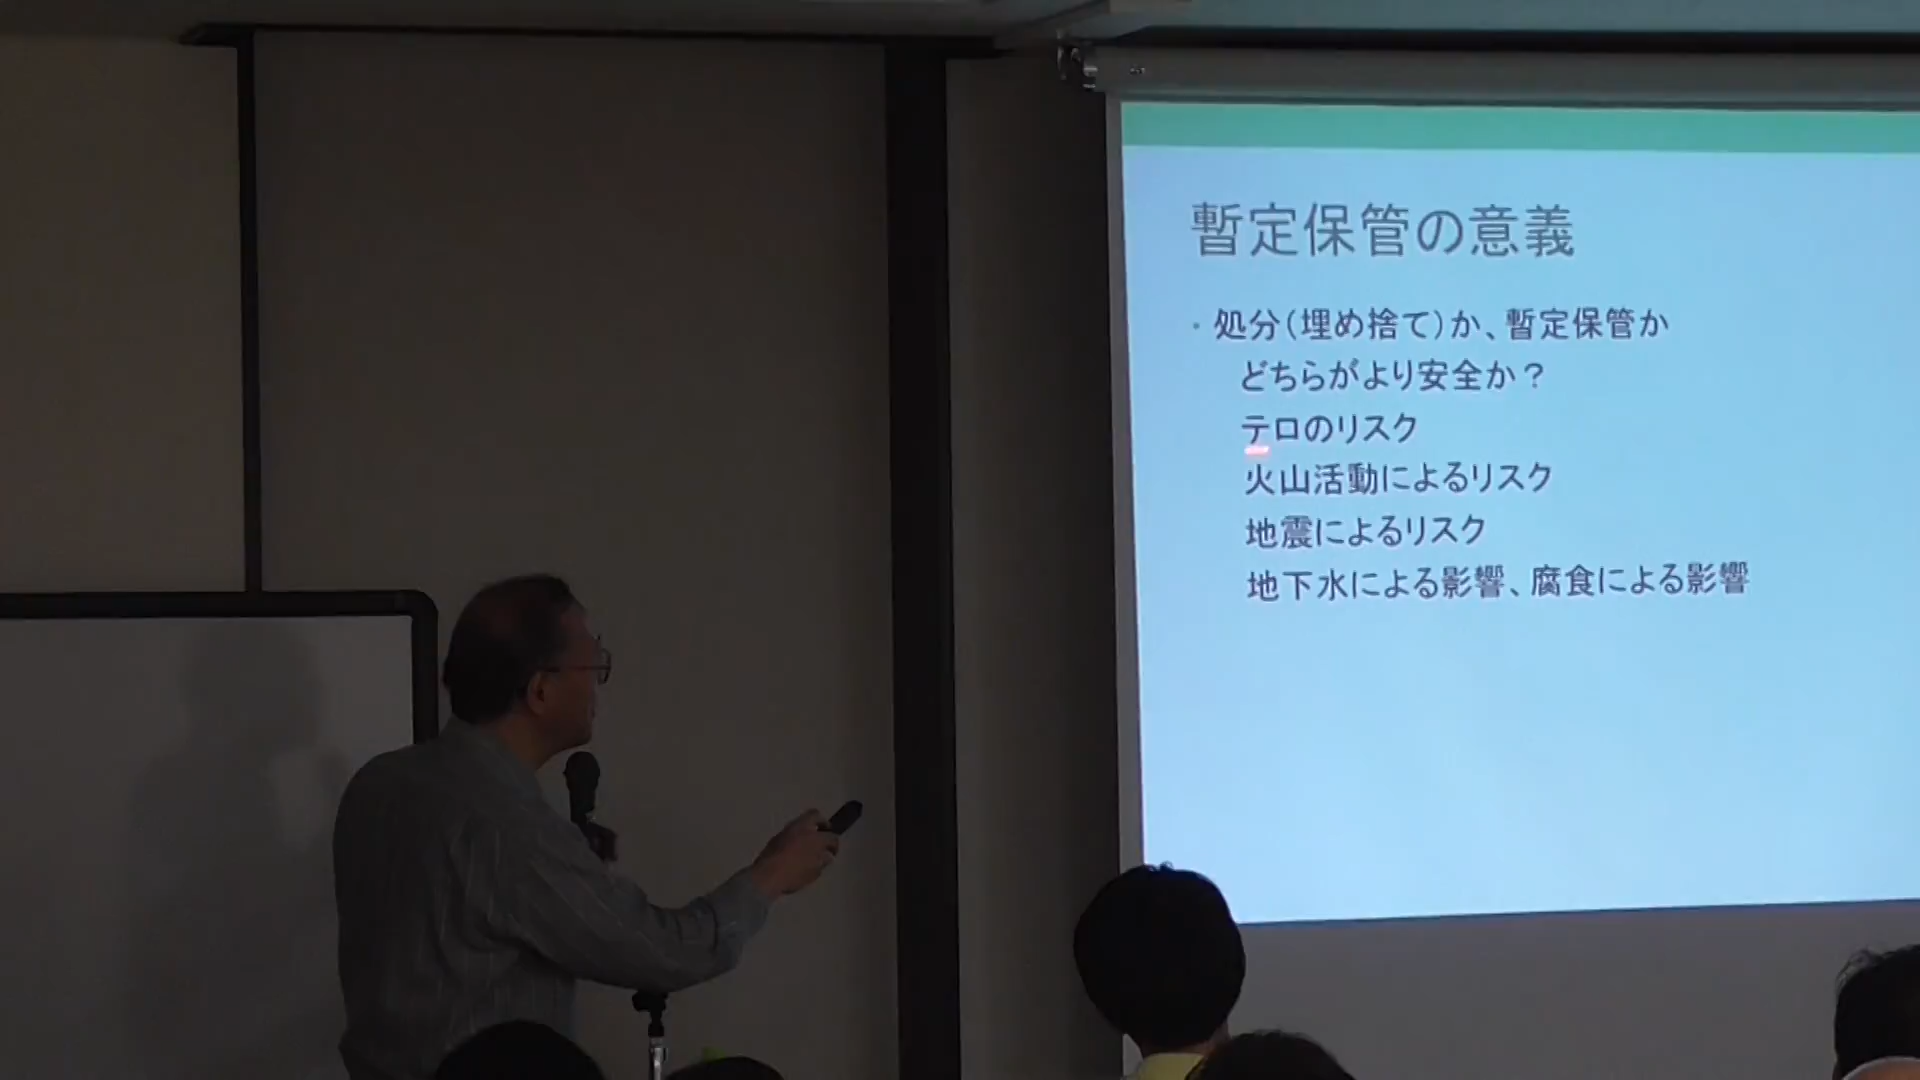 暫定保管の意義
・処分(埋め捨て)か、暫定保管か
どちらがより安全か?
テロのリスク
火山活動によるリスク
地震によるリスク
地下水による影響、腐食による影響